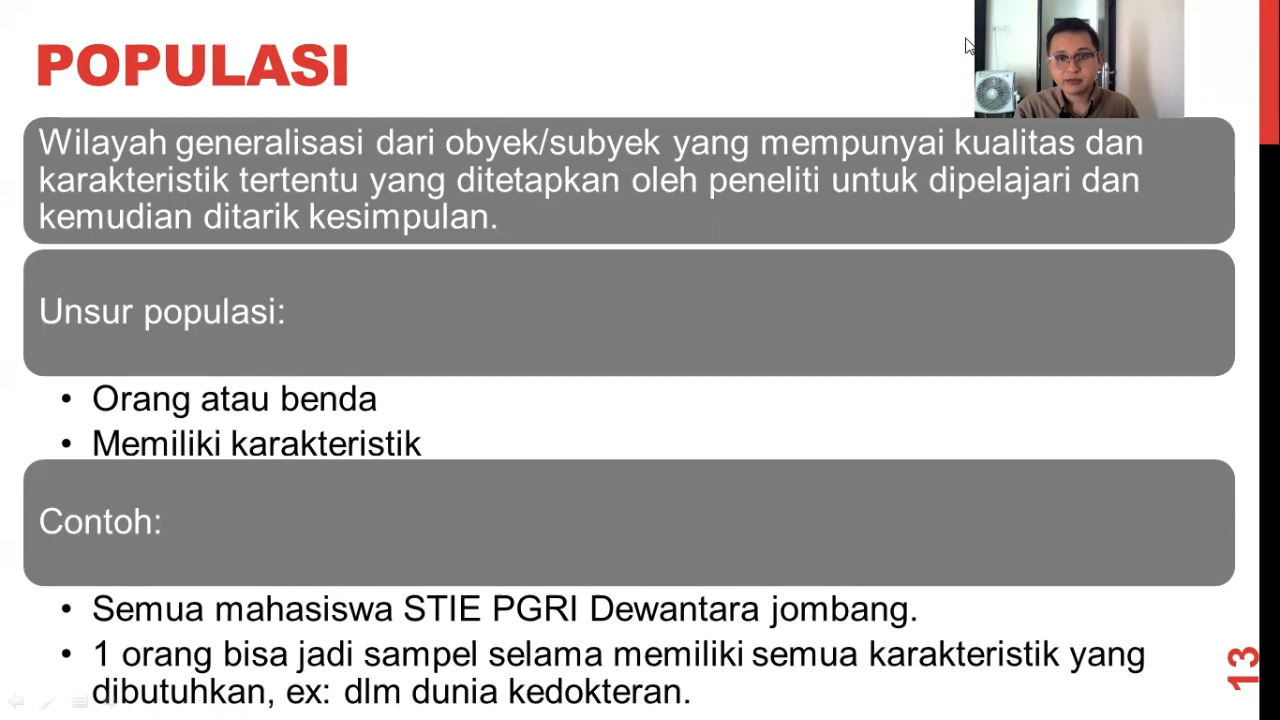 POPULASI
Wilayah generalisasi dari obyek/subyek yang mempunyai kualitas dan
karakteristik tertentu yang ditetapkan oleh peneliti untuk dipelajari dan
kemudian ditarik kesimpulan.
Unsur populasi:
• Orang atau benda
• Memiliki karakteristik
Contoh:
• Semua mahasiswa STIE PGRI Dewantara jombang.
• 1 orang bisa jadi sampel selama memiliki semua karakteristik yang
dibutuhkan, ex: dlm dunia kedokteran.
13